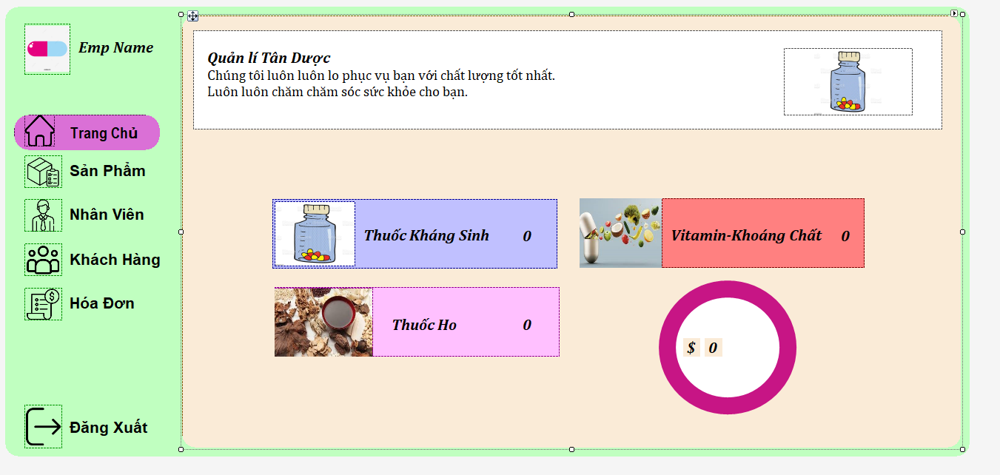 Emp Name
Trang Chủ
Sản Phẩm
Nhân Viên
Khách Hàng
Hóa Đơn
Đăng Xuất
Quản lí Tân Dược
Chúng tôi luôn luôn lo phục vụ bạn với chất lượng tốt nhất.
Luôn luôn chăm chăm sóc sức khỏe cho bạn.
Thuốc Kháng Sinh 0
Vitamin-Khoáng Chất 0
Thuốc Ho 0
$ 0